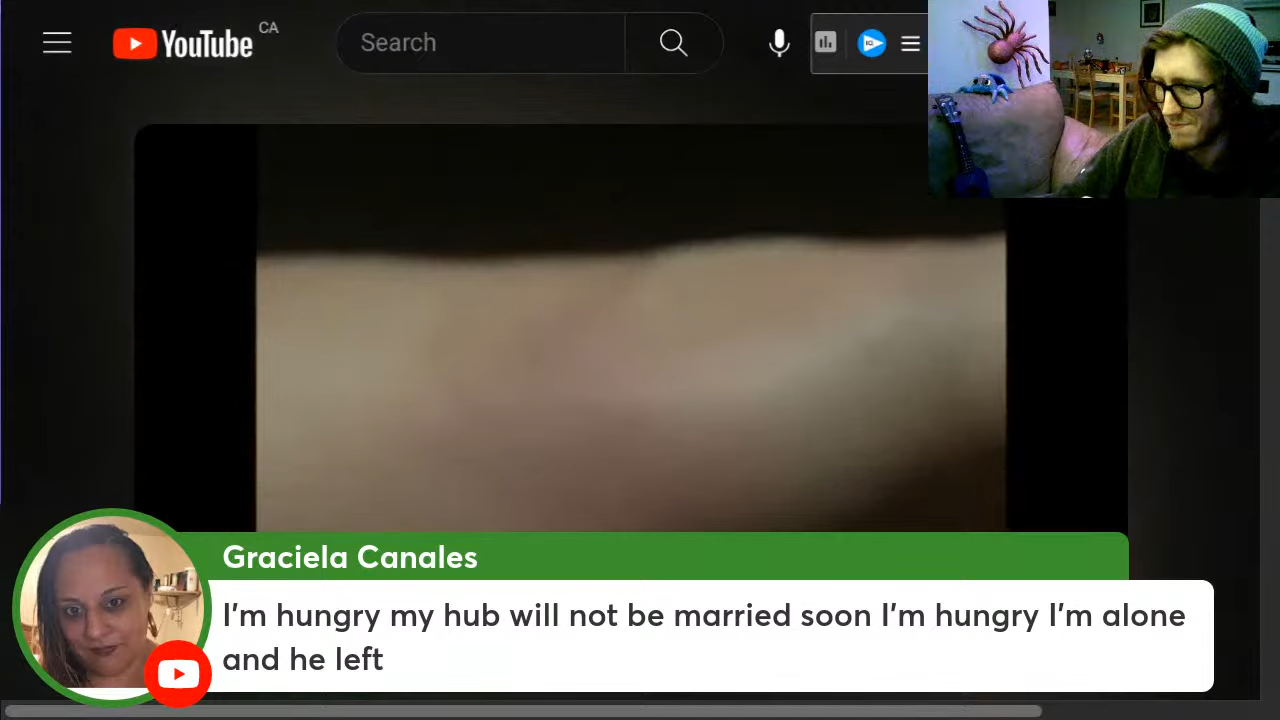 YouTube CA
Search
Graciela Canales
I'm hungry my hub will not be married soon I'm hungry I'm alone
and he left